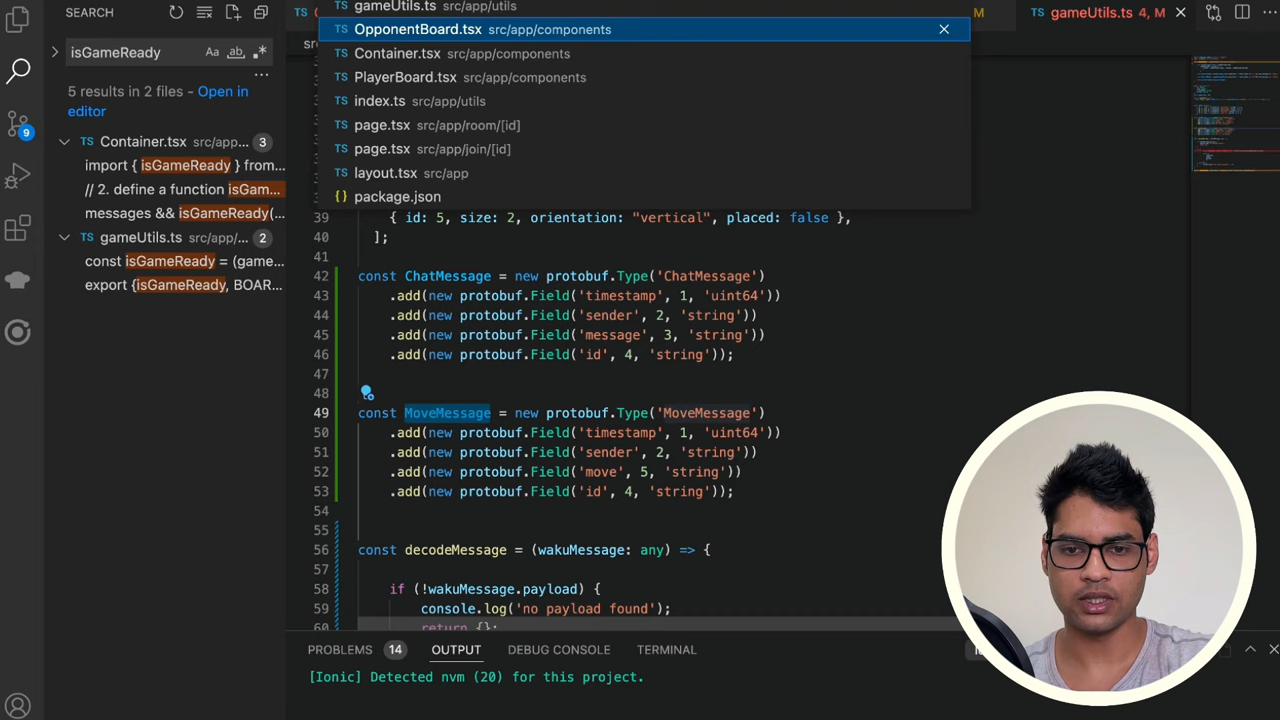 SEARCH
isGameReady
Aa ab .*
5 results in 2 files - Open in
editor
TS Container.tsx src/app... 3
import { isGameReady } from...
// 2. define a function isGam...
messages && isGameReady(...
TS gameUtils.ts src/app/... 2
const isGameReady = (game...
export {isGameReady, BOAR...
9
TS gameUtils.ts src/app/utils
TS OpponentBoard.tsx src/app/components
TS Container.tsx src/app/components
TS PlayerBoard.tsx src/app/components
TS index.ts src/app/utils
TS page.tsx src/app/room/[id]
TS page.tsx src/app/join/[id]
TS layout.tsx src/app
{} package.json
M
TS gameUtils.ts 4, M
39 { id: 5, size: 2, orientation: "vertical", placed: false },
40 ];
41
42 const ChatMessage = new protobuf.Type('ChatMessage')
43 .add(new protobuf.Field('timestamp', 1, 'uint64'))
44 .add(new protobuf.Field('sender', 2, 'string'))
45 .add(new protobuf.Field('message', 3, 'string'))
46 .add(new protobuf.Field('id', 4, 'string'));
47
48
49 const MoveMessage = new protobuf.Type('MoveMessage')
50 .add(new protobuf.Field('timestamp', 1, 'uint64'))
51 .add(new protobuf.Field('sender', 2, 'string'))
52 .add(new protobuf.Field('move', 5, 'string'))
53 .add(new protobuf.Field('id', 4, 'string'));
54
55
56 const decodeMessage = (wakuMessage: any) => {
57
58 if (!wakuMessage.payload) {
59 console.log('no payload found');
60 return {};
PROBLEMS 14 OUTPUT DEBUG CONSOLE TERMINAL
[Ionic] Detected nvm (20) for this project.